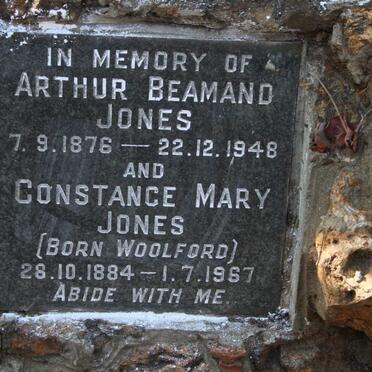 IN MEMORY OF
ARTHUR BEAMAND
JONES
7.9.1876 — 22.12.1948
AND
CONSTANCE MARY
JONES
(BORN WOOLFORD)
28.10.1884 — 1.7.1967
ABIDE WITH ME.